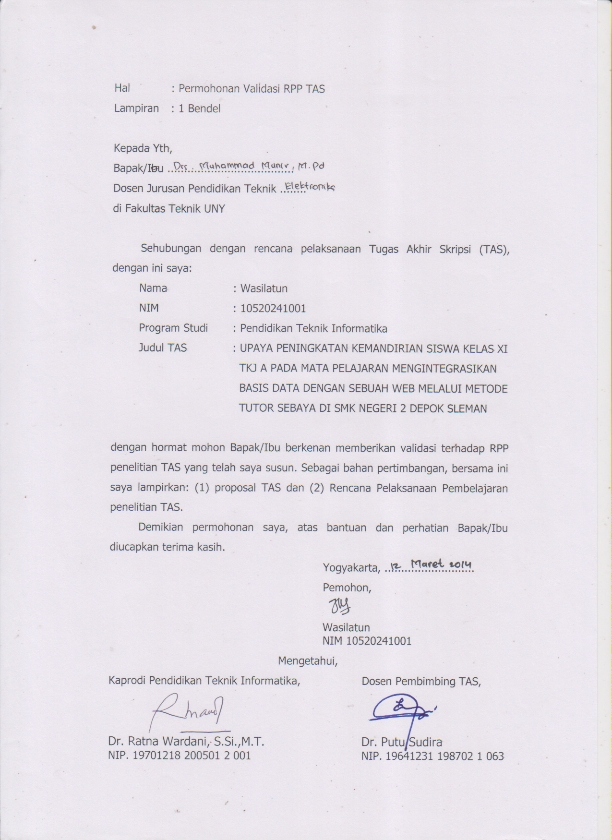 Hal : Permohonan Validasi RPP TAS
Lampiran : 1 Bendel
Kepada Yth,
Bapak/Ibu Drs. Muhammad Munir, M.Pd
Dosen Jurusan Pendidikan Teknik Elektronika
di Fakultas Teknik UNY
Sehubungan dengan rencana pelaksanaan Tugas Akhir Skripsi (TAS),
dengan ini saya:
Nama : Wasilatun
NIM : 10520241001
Program Studi : Pendidikan Teknik Informatika
Judul TAS : UPAYA PENINGKATAN KEMANDIRIAN SISWA KELAS XI
TKJ A PADA MATA PELAJARAN MENGINTEGRASIKAN
BASIS DATA DENGAN SEBUAH WEB MELALUI METODE
TUTOR SEBAYA DI SMK NEGERI 2 DEPOK SLEMAN
dengan hormat mohon Bapak/Ibu berkenan memberikan validasi terhadap RPP
penelitian TAS yang telah saya susun. Sebagai bahan pertimbangan, bersama ini
saya lampirkan: (1) proposal TAS dan (2) Rencana Pelaksanaan Pembelajaran
penelitian TAS.
Demikian permohonan saya, atas bantuan dan perhatian Bapak/Ibu
diucapkan terima kasih.
Yogyakarta, 12 Maret 2014
Pemohon,
Wasilatun
NIM 10520241001
Mengetahui,
Kaprodi Pendidikan Teknik Informatika, Dosen Pembimbing TAS,
Dr. Ratna Wardani, S.Si.,M.T. Dr. Putu Sudira
NIP. 19701218 200501 2 001 NIP. 19641231 198702 1 063